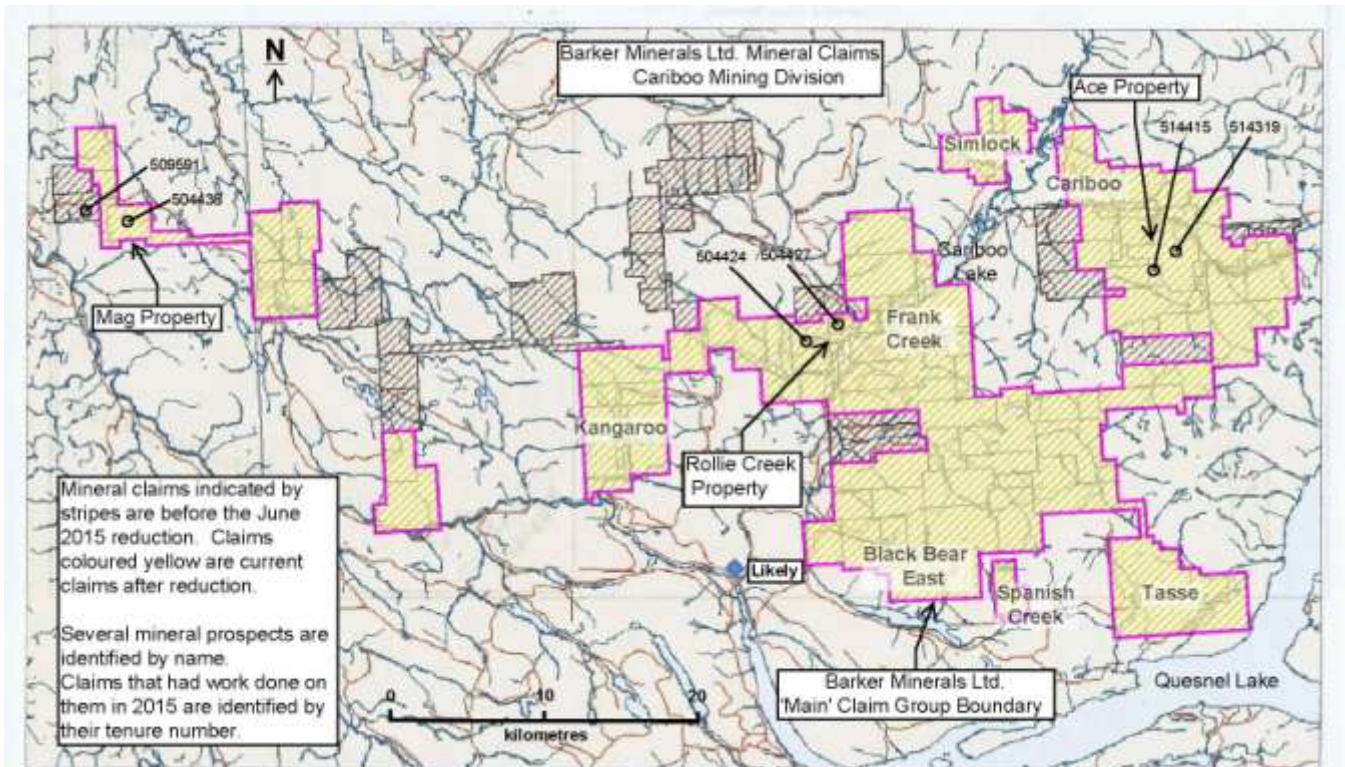 N
Barker Minerals Ltd. Mineral Claims
Cariboo Mining Division
Ace Property
514415
514319
Simlock
Cariboo
509591
504436
504424
504427
Cariboo
Lake
Mag Property
Frank
Creek
Kangaroo
Rollie Creek
Property
Mineral claims indicated by
stripes are before the June
2015 reduction. Claims
coloured yellow are current
claims after reduction.
Several mineral prospects are
identified by name.
Claims that had work done on
them in 2015 are identified by
their tenure number.
Likely
Black Bear
East
Spanish
Creek
Tasse
0
10
20
kilometres
Barker Minerals Ltd.
'Main' Claim Group Boundary
Quesnel Lake